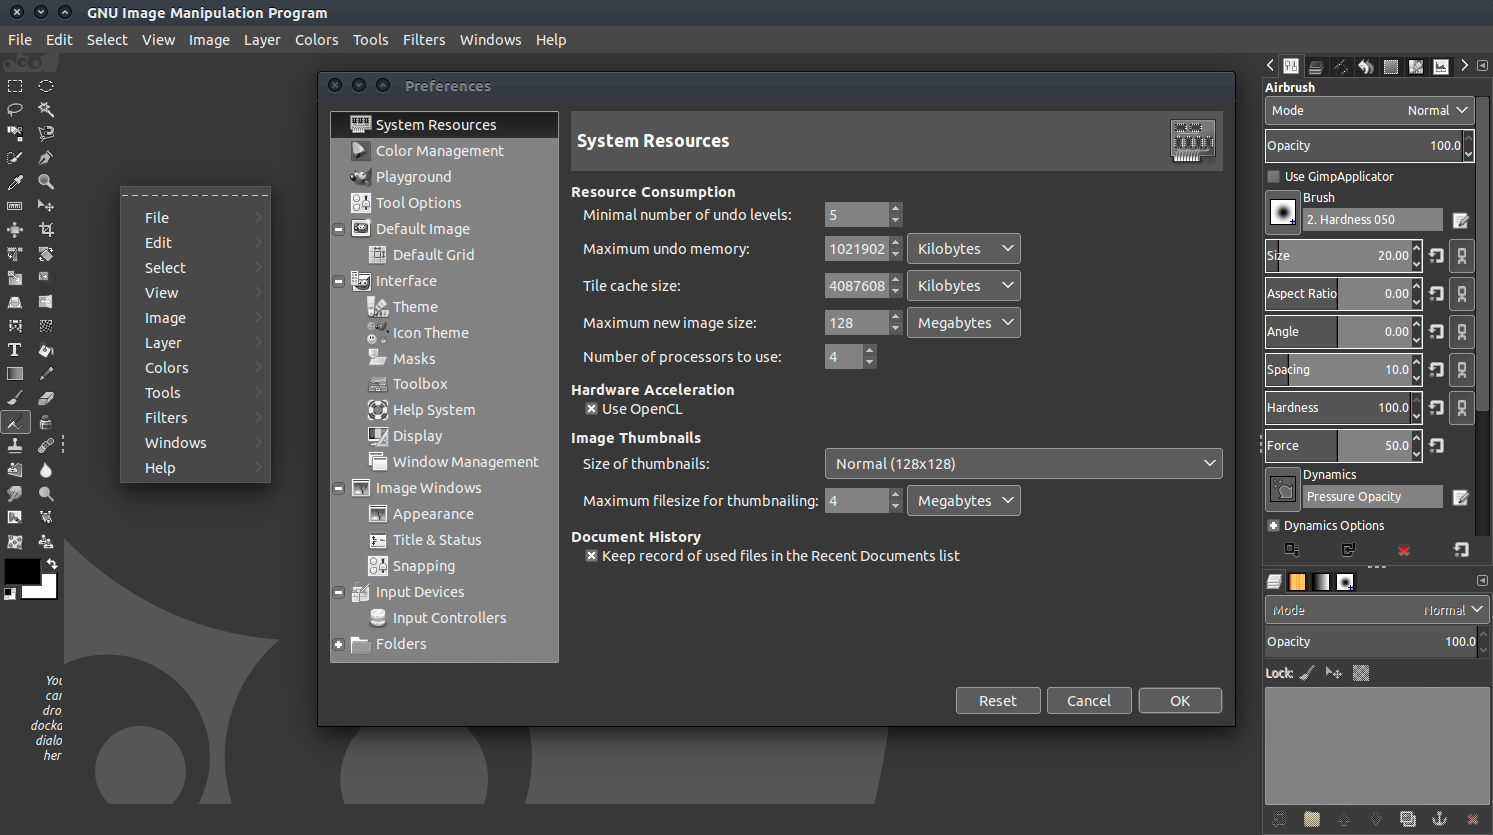 GNU Image Manipulation Program
File Edit Select View Image Layer Colors Tools Filters Windows Help
File
Edit
Select
View
Image
Layer
Colors
Tools
Filters
Windows
Help
You
can
dro
docka
dialo
her
Preferences
System Resources
Color Management
Playground
Tool Options
Default Image
Default Grid
Interface
Theme
Icon Theme
Masks
Toolbox
Help System
Display
Window Management
Image Windows
Appearance
Title & Status
Snapping
Input Devices
Input Controllers
Folders
System Resources
Resource Consumption
Minimal number of undo levels: 5
Maximum undo memory: 1021902 Kilobytes
Tile cache size: 4087608 Kilobytes
Maximum new image size: 128 Megabytes
Number of processors to use: 4
Hardware Acceleration
Use OpenCL
Image Thumbnails
Size of thumbnails: Normal (128x128)
Maximum filesize for thumbnailing: 4 Megabytes
Document History
Keep record of used files in the Recent Documents list
Reset Cancel OK
Airbrush
Mode Normal
Opacity 100.0
Use GimpApplicator
Brush
2. Hardness 050
Size 20.00
Aspect Ratio 0.00
Angle 0.00
Spacing 10.0
Hardness 100.0
Force 50.0
Dynamics
Pressure Opacity
Dynamics Options
Mode Normal
Opacity 100.0
Lock: